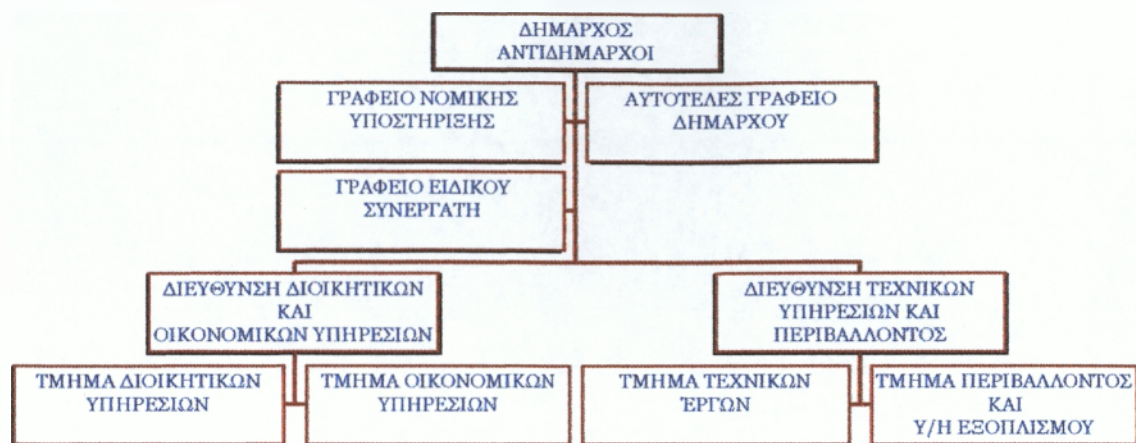 ΔΗΜΑΡΧΟΣ
ΑΝΤΙΔΗΜΑΡΧΟΙ
ΓΡΑΦΕΙΟ ΝΟΜΙΚΗΣ
ΥΠΟΣΤΗΡΙΞΗΣ
ΑΥΤΟΤΕΛΕΣ ΓΡΑΦΕΙΟ
ΔΗΜΑΡΧΟΥ
ΓΡΑΦΕΙΟ ΕΙΔΙΚΟΥ
ΣΥΝΕΡΓΑΤΗ
ΔΙΕΥΘΥΝΣΗ ΔΙΟΙΚΗΤΙΚΩΝ
ΚΑΙ
ΟΙΚΟΝΟΜΙΚΩΝ ΥΠΗΡΕΣΙΩΝ
ΔΙΕΥΘΥΝΣΗ ΤΕΧΝΙΚΩΝ
ΥΠΗΡΕΣΙΩΝ ΚΑΙ
ΠΕΡΙΒΑΛΛΟΝΤΟΣ
ΤΜΗΜΑ ΔΙΟΙΚΗΤΙΚΩΝ
ΥΠΗΡΕΣΙΩΝ
ΤΜΗΜΑ ΟΙΚΟΝΟΜΙΚΩΝ
ΥΠΗΡΕΣΙΩΝ
ΤΜΗΜΑ ΤΕΧΝΙΚΩΝ
ΈΡΓΩΝ
ΤΜΗΜΑ ΠΕΡΙΒΑΛΛΟΝΤΟΣ
ΚΑΙ
Υ/Η ΕΞΟΠΛΙΣΜΟΥ